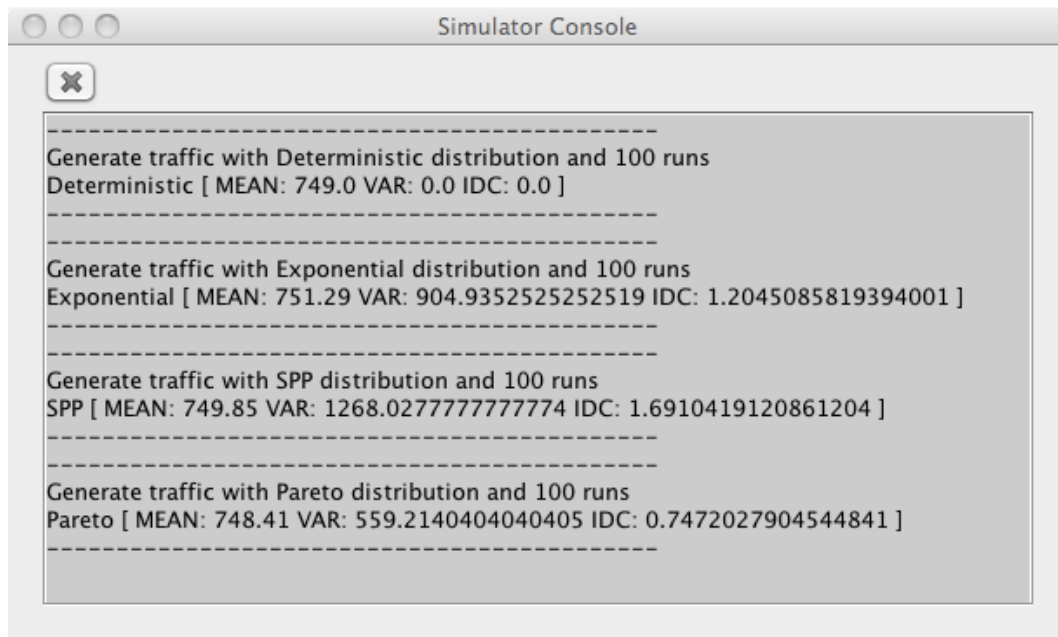 Simulator Console
---------------------------------------------
Generate traffic with Deterministic distribution and 100 runs
Deterministic [ MEAN: 749.0 VAR: 0.0 IDC: 0.0 ]
---------------------------------------------
---------------------------------------------
Generate traffic with Exponential distribution and 100 runs
Exponential [ MEAN: 751.29 VAR: 904.9352525252519 IDC: 1.2045085819394001 ]
---------------------------------------------
---------------------------------------------
Generate traffic with SPP distribution and 100 runs
SPP [ MEAN: 749.85 VAR: 1268.0277777777774 IDC: 1.6910419120861204 ]
---------------------------------------------
---------------------------------------------
Generate traffic with Pareto distribution and 100 runs
Pareto [ MEAN: 748.41 VAR: 559.2140404040405 IDC: 0.7472027904544841 ]
---------------------------------------------